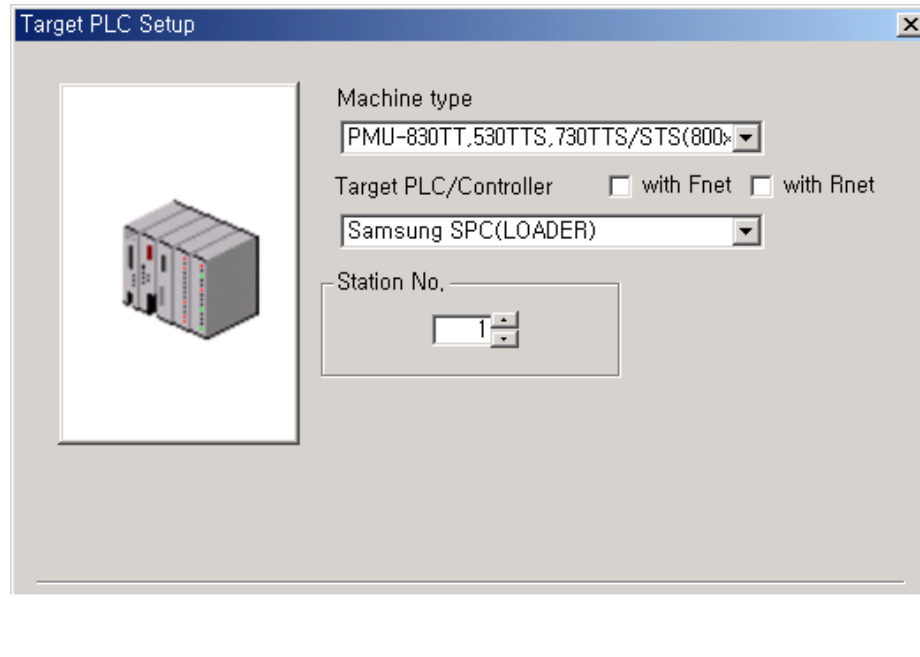 Target PLC Setup
Machine type
PMU-830TT,530TTS,730TTS/STS(800x
Target PLC/Controller with Fnet with Rnet
Samsung SPC(LOADER)
Station No,
1